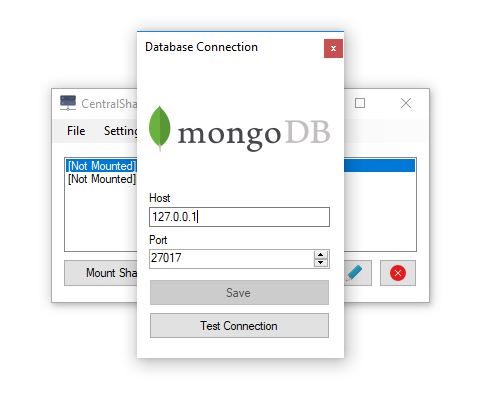 Database Connection
x
CentralSha
File
Settin
mongoDB
[Not Mounted]
[Not Mounted]
Host
127.0.0.1
Port
27017
Mount Sha
Save
Test Connection